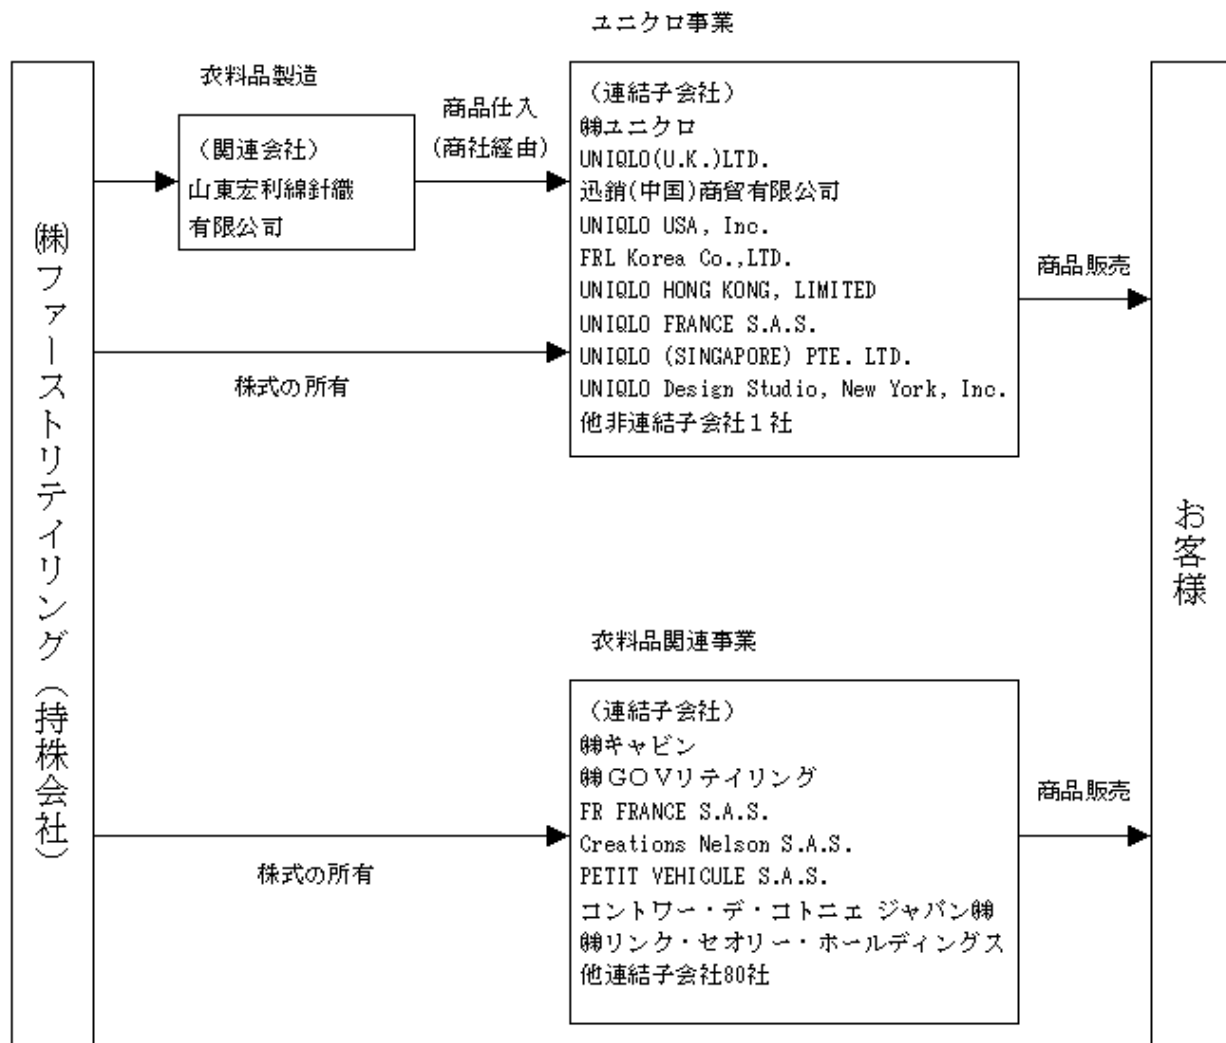 ユニクロ事業
衣料品製造
(関連会社)
山東宏利綿針織
有限公司
商品仕入
(商社経由)
(連結子会社)
㈱ユニクロ
UNIQLO(U.K.)LTD.
迅銷(中国)商貿有限公司
UNIQLO USA, Inc.
FRL Korea Co.,LTD.
UNIQLO HONG KONG, LIMITED
UNIQLO FRANCE S.A.S.
UNIQLO (SINGAPORE) PTE. LTD.
UNIQLO Design Studio, New York, Inc.
他非連結子会社1社
商品販売
㈱ファーストリテイリング(持株会社)
株式の所有
お客様
衣料品関連事業
(連結子会社)
㈱キャビン
㈱GOVリテイリング
FR FRANCE S.A.S.
Creations Nelson S.A.S.
PETIT VEHICULE S.A.S.
コントワー・デ・コトニエ ジャパン㈱
㈱リンク・セオリー・ホールディングス
他連結子会社80社
商品販売
株式の所有